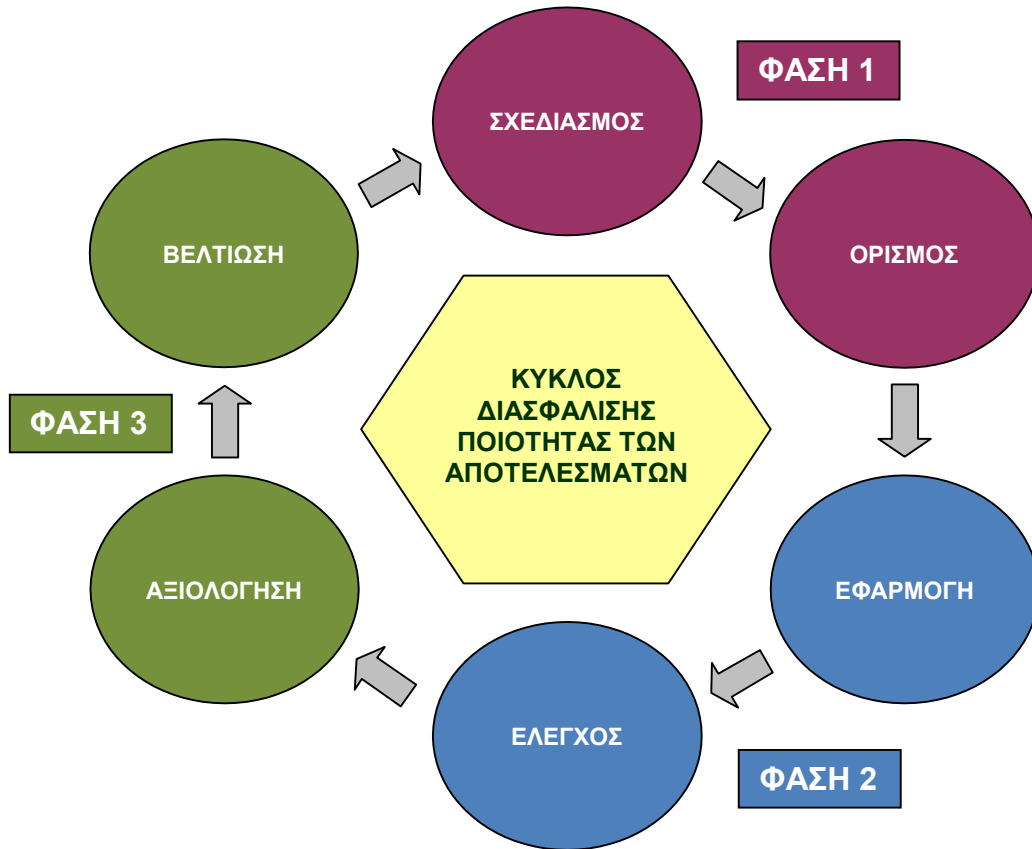 ΦΑΣΗ 1
ΣΧΕΔΙΑΣΜΟΣ
ΟΡΙΣΜΟΣ
ΒΕΛΤΙΩΣΗ
ΚΥΚΛΟΣ
ΔΙΑΣΦΑΛΙΣΗΣ
ΠΟΙΟΤΗΤΑΣ ΤΩΝ
ΑΠΟΤΕΛΕΣΜΑΤΩΝ
ΦΑΣΗ 3
ΑΞΙΟΛΟΓΗΣΗ
ΕΦΑΡΜΟΓΗ
ΕΛΕΓΧΟΣ
ΦΑΣΗ 2